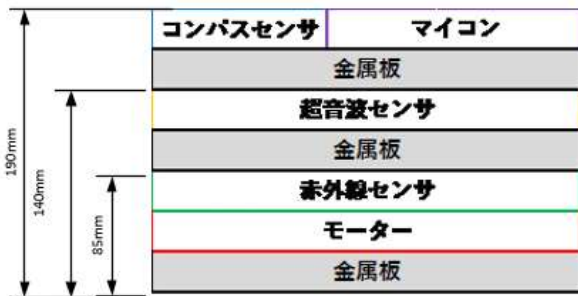 コンパスセンサ
マイコン
金属板
超音波センサ
金属板
赤外線センサ
モーター
金属板
190mm
140mm
85mm